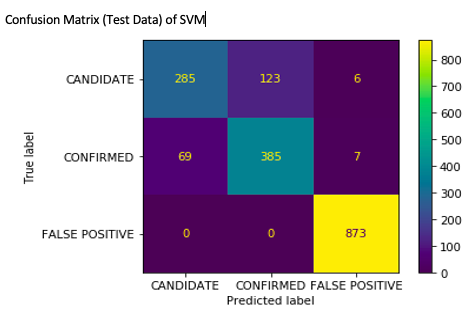 Confusion Matrix (Test Data) of SVM
CANDIDATE 285 123 6
CONFIRMED 69 385 7
FALSE POSITIVE 0 0 873
CANDIDATE CONFIRMED FALSE POSITIVE
Predicted label
True label
800
700
600
500
400
300
200
100
0